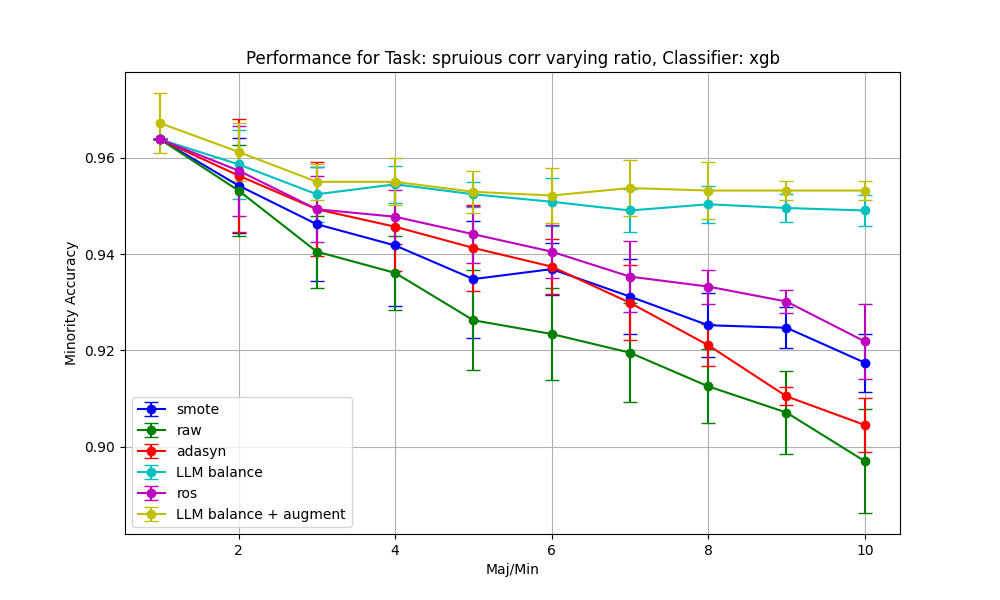 Performance for Task: spruious corr varying ratio, Classifier: xgb
Minority Accuracy
0.96
0.94
0.92
0.90
smote
raw
adasyn
LLM balance
ros
LLM balance + augment
2
4
6
8
10
Maj/Min